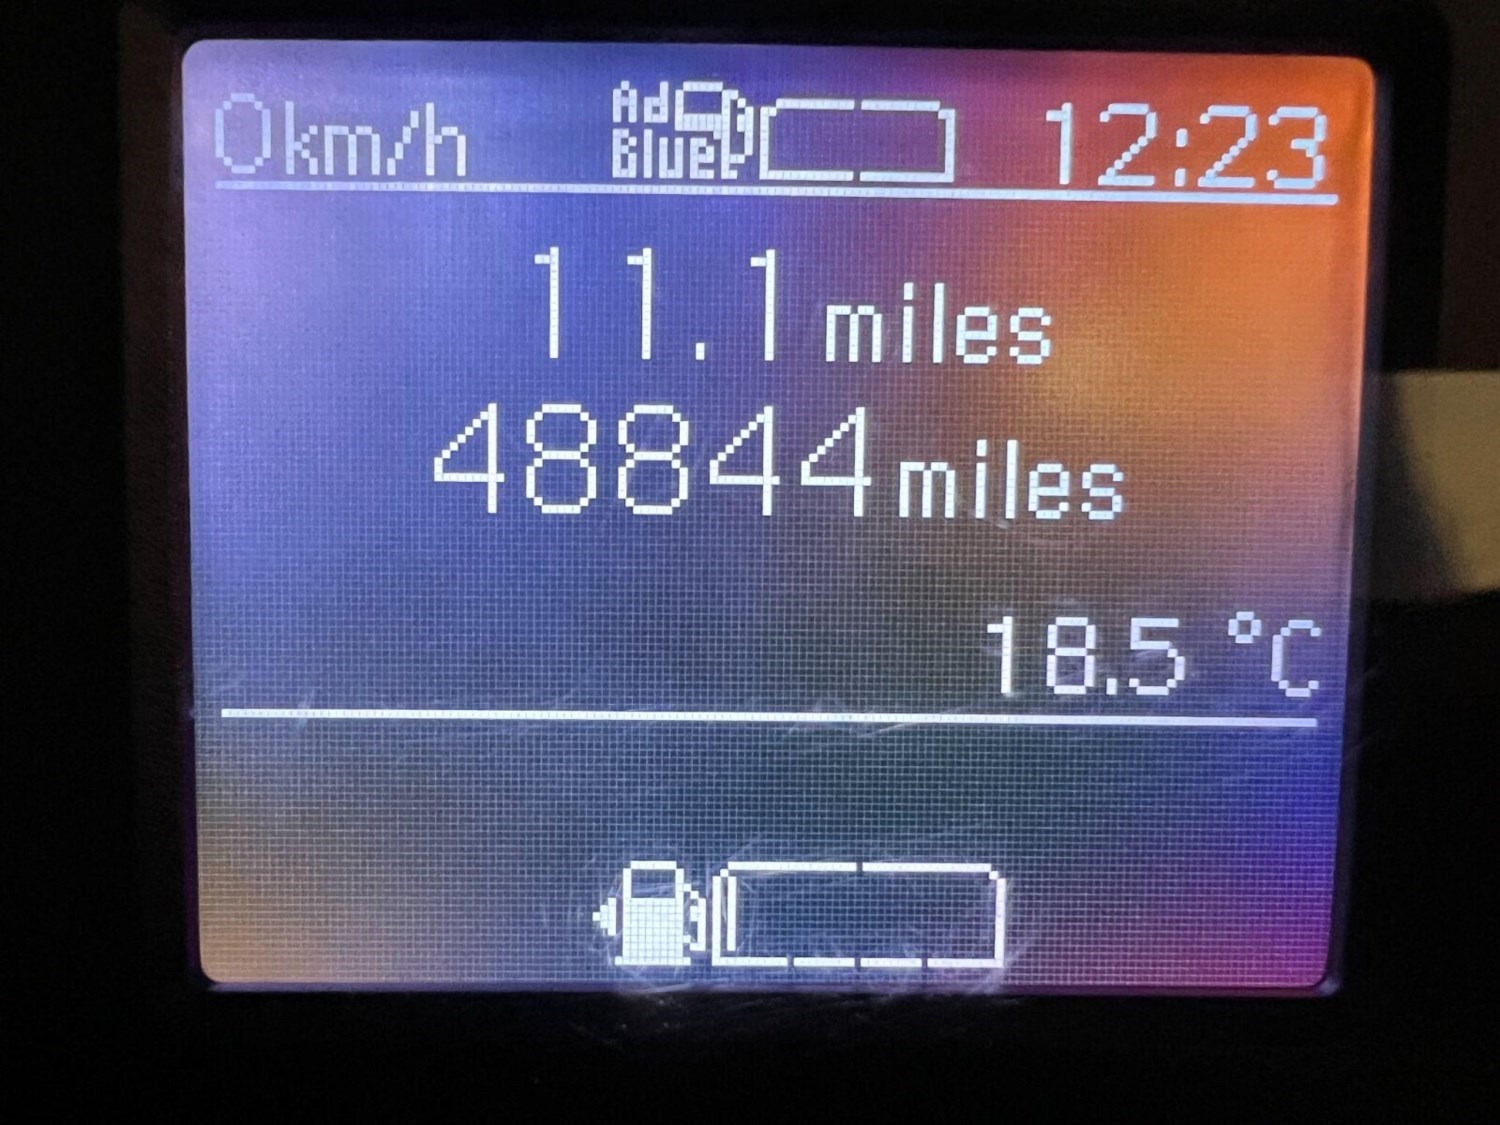 0km/h Ad Blue 12:23
11.1 miles
48844 miles
18.5 °C